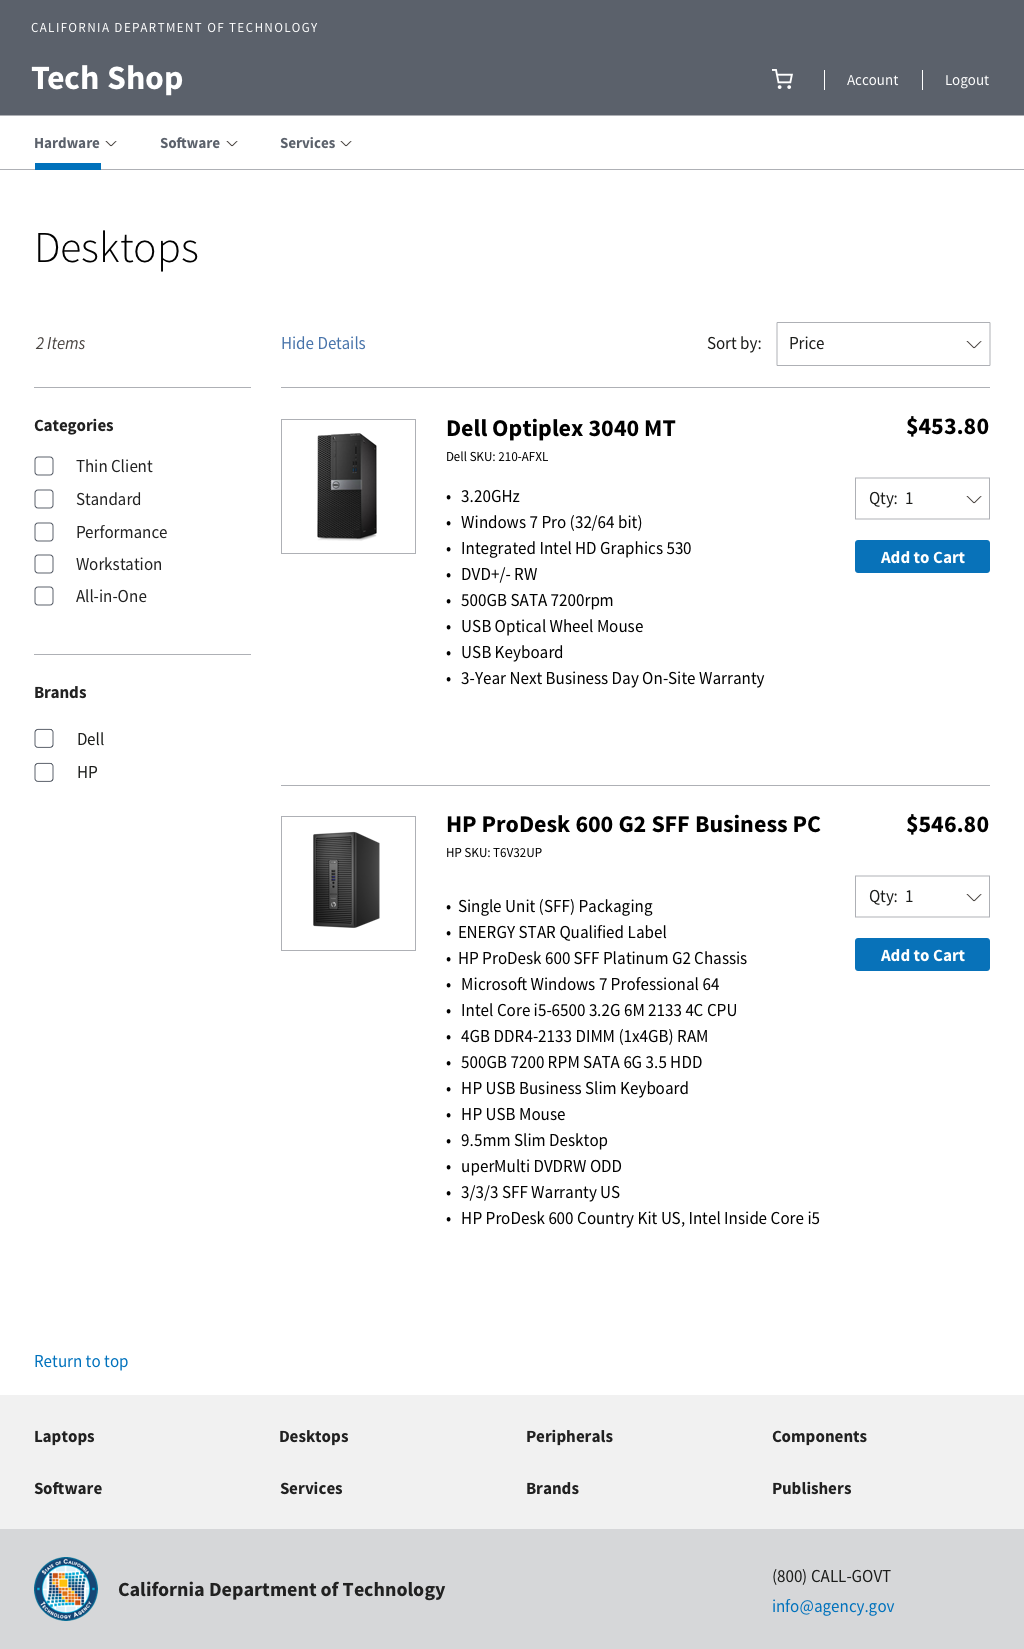 CALIFORNIA DEPARTMENT OF TECHNOLOGY
Tech Shop
Account
Logout
Hardware
Software
Services
Desktops
2 Items
Hide Details
Sort by:
Price
Categories
Thin Client
Standard
Performance
Workstation
All-in-One
Brands
Dell
HP
Dell Optiplex 3040 MT
$453.80
Dell SKU: 210-AFXL
• 3.20GHz
• Windows 7 Pro (32/64 bit)
• Integrated Intel HD Graphics 530
• DVD+/- RW
• 500GB SATA 7200rpm
• USB Optical Wheel Mouse
• USB Keyboard
• 3-Year Next Business Day On-Site Warranty
Qty: 1
Add to Cart
HP ProDesk 600 G2 SFF Business PC
$546.80
HP SKU: T6V32UP
• Single Unit (SFF) Packaging
• ENERGY STAR Qualified Label
• HP ProDesk 600 SFF Platinum G2 Chassis
• Microsoft Windows 7 Professional 64
• Intel Core i5-6500 3.2G 6M 2133 4C CPU
• 4GB DDR4-2133 DIMM (1x4GB) RAM
• 500GB 7200 RPM SATA 6G 3.5 HDD
• HP USB Business Slim Keyboard
• HP USB Mouse
• 9.5mm Slim Desktop
• uperMulti DVDRW ODD
• 3/3/3 SFF Warranty US
• HP ProDesk 600 Country Kit US, Intel Inside Core i5
Qty: 1
Add to Cart
Return to top
Laptops
Desktops
Peripherals
Components
Software
Services
Brands
Publishers
STATE OF CALIFORNIA
TECHNOLOGY AGENCY
California Department of Technology
(800) CALL-GOVT
info@agency.gov